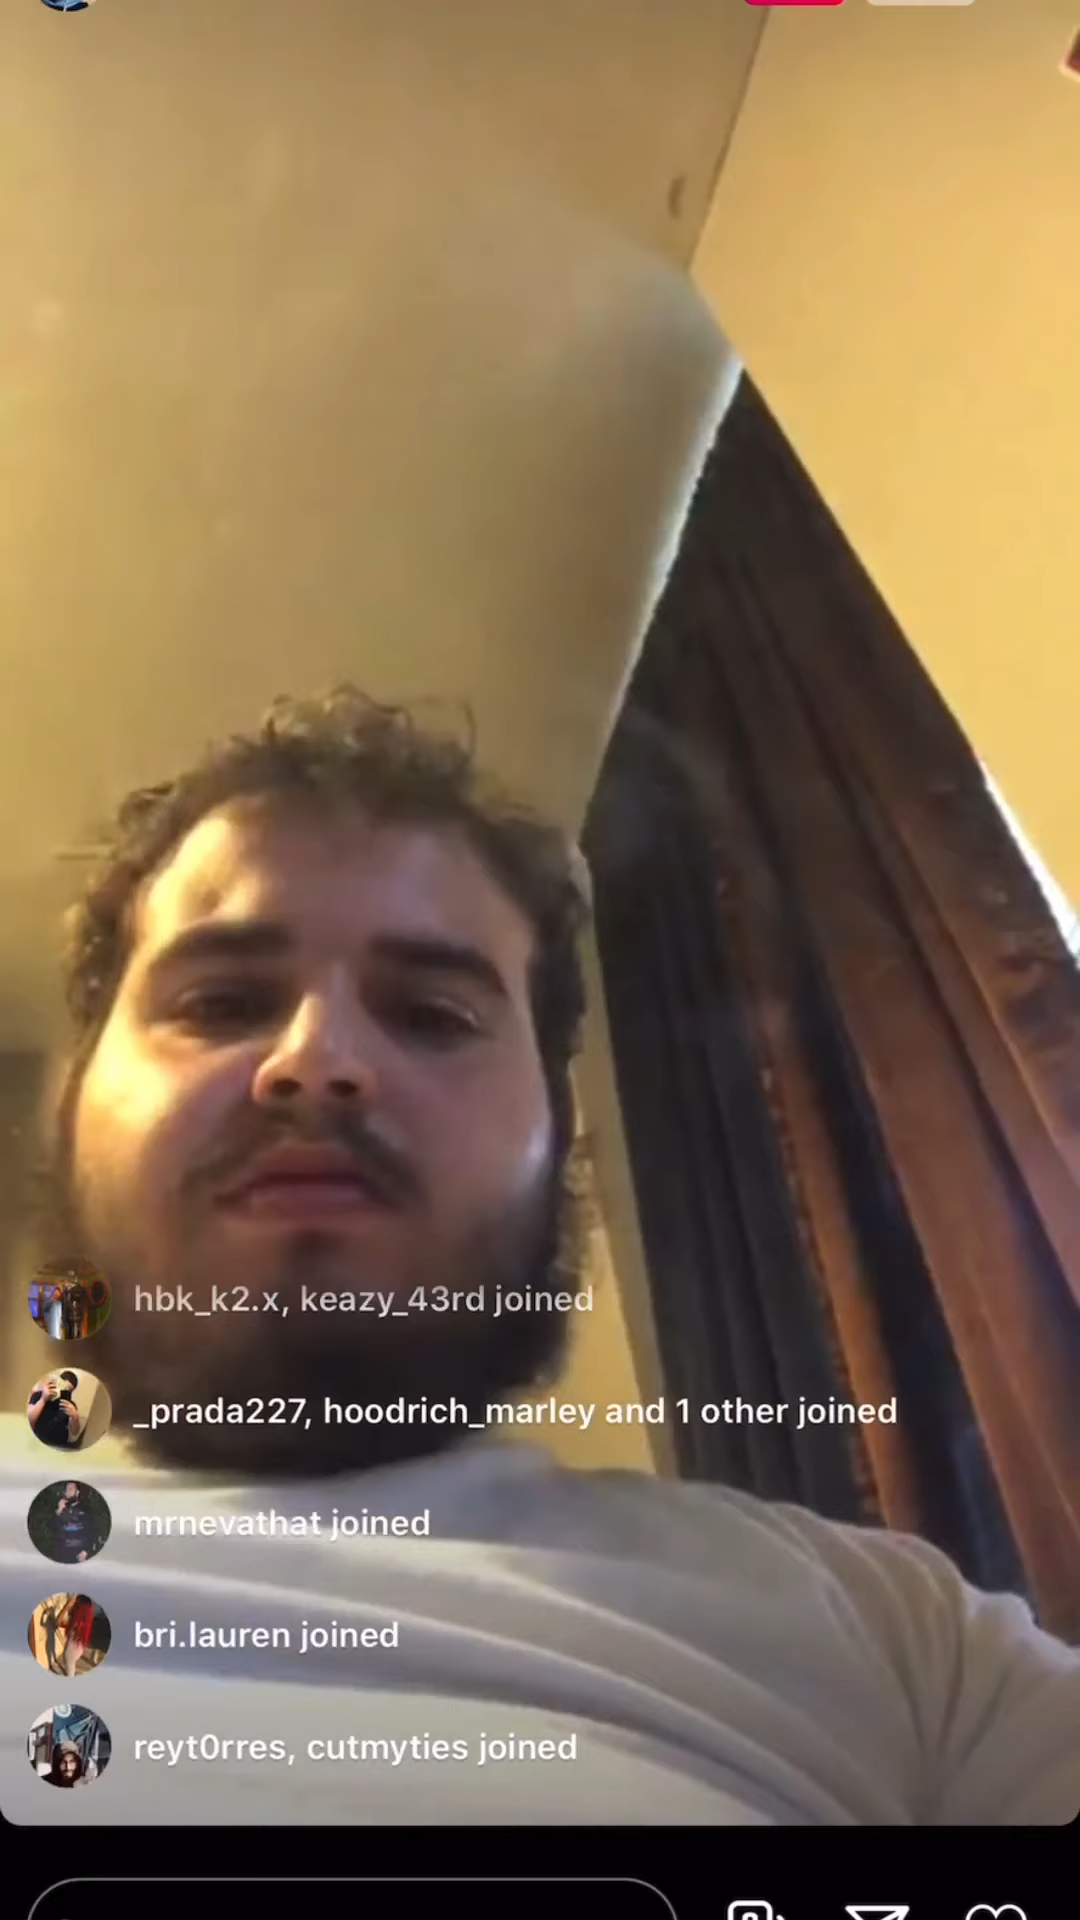 hbk_k2.x, keazy_43rd joined
_prada227, hoodrich_marley and 1 other joined
mrnevathat joined
bri.lauren joined
reyt0rres, cutmyties joined